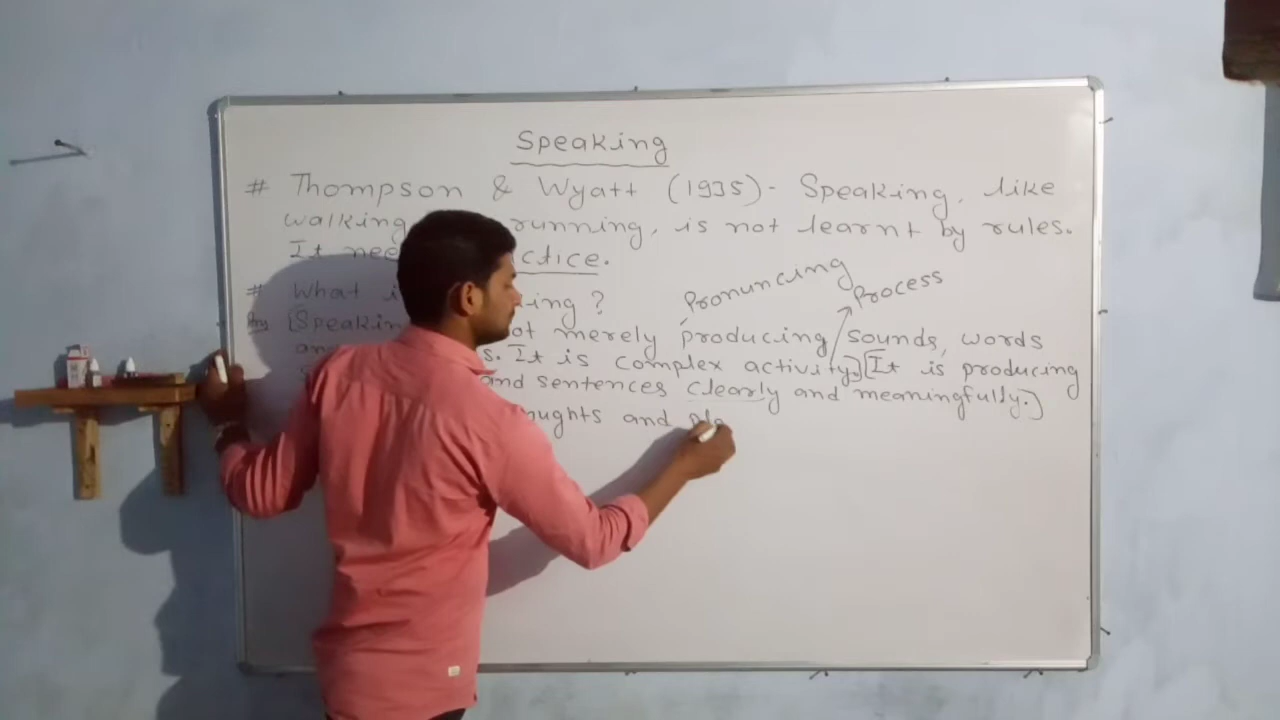 Speaking
# Thompson & Wyatt (1935)- Speaking, like
walking running, is not learnt by rules.
It ctice.
# What ing ?
Pronuncing
Process
Ans [Speakin ot merely producing sounds, words
s. It is complex activity.] [It is producing
and sentences clearly and meaningfully.]
ughts and